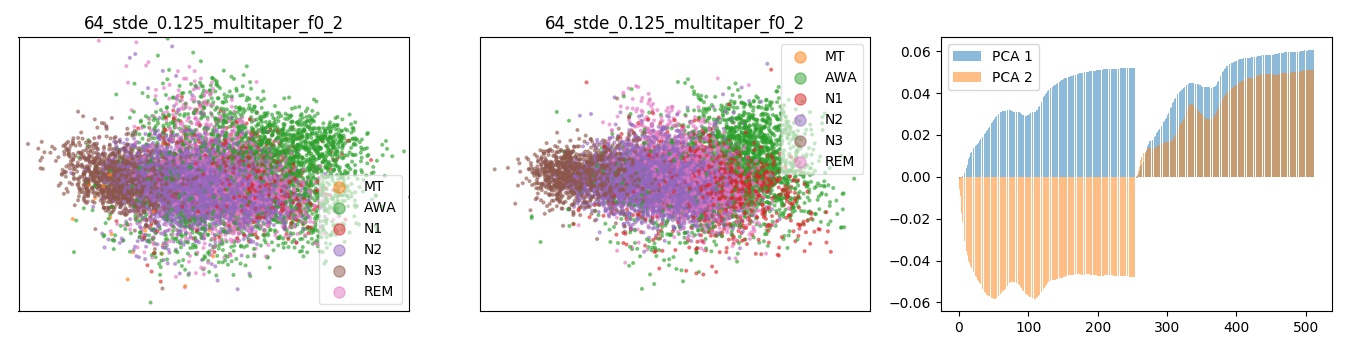 64_stde_0.125_multitaper_f0_2
MT
AWA
N1
N2
N3
REM
64_stde_0.125_multitaper_f0_2
MT
AWA
N1
N2
N3
REM
PCA 1
PCA 2
0.06
0.04
0.02
0.00
−0.02
−0.04
−0.06
0 100 200 300 400 500